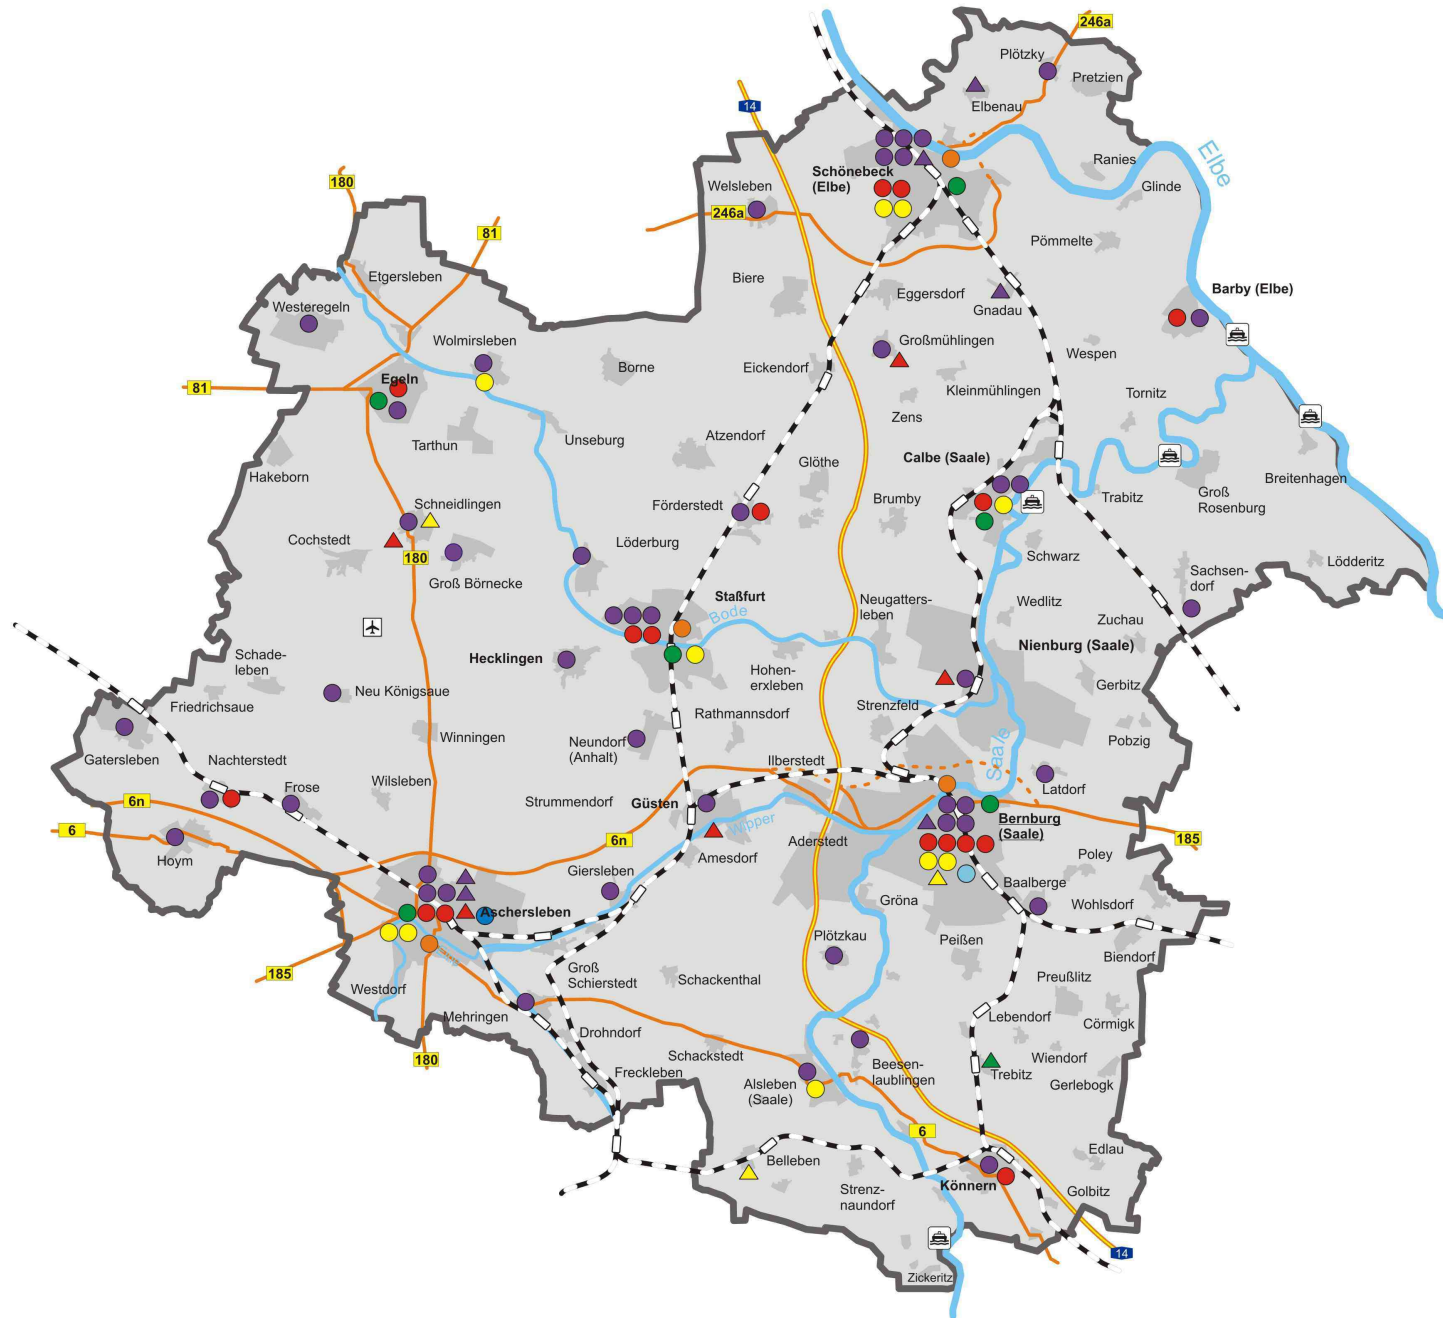 246a
Plötzky
Pretzien
14
Elbenau
Elbe
Ranies
Schönebeck
(Elbe)
Glinde
180
Welsleben
246a
81
Pömmelte
Etgersleben
Biere
Eggersdorf
Gnadau
Barby (Elbe)
Westeregeln
Wolmirsleben
Großmühlingen
Wespen
Borne
Eickendorf
Egeln
81
Kleinmühlingen
Tornitz
Zens
Tarthun
Unseburg
Atzendorf
Calbe (Saale)
Glöthe
Hakeborn
Breitenhagen
Schneidlingen
Förderstedt
Brumby
Trabitz
Groß
Rosenburg
Cochstedt
Löderburg
180
Groß Börnecke
Schwarz
Lödderitz
Sachsen-
dorf
Staßfurt
Bode
Neugatters-
leben
Wedlitz
Zuchau
Nienburg (Saale)
Hecklingen
Schade-
leben
Hohen-
erxleben
Gerbitz
Neu Königsaue
Friedrichsaue
Strenzfeld
Rathmannsdorf
Winningen
Neundorf
(Anhalt)
Pobzig
Saale
Gatersleben
Nachterstedt
Ilberstedt
Wilsleben
Frose
Latdorf
6n
Strummendorf
Güsten
Bernburg
(Saale)
6
Wipper
6n
Aderstedt
185
Hoym
Amesdorf
Poley
Giersleben
Baalberge
Gröna
Wohlsdorf
Aschersleben
Plötzkau
Peißen
Biendorf
185
Groß
Schierstedt
Schackenthal
Preußlitz
Westdorf
Mehringen
Lebendorf
Cörmigk
Drohndorf
180
Schackstedt
Wiendorf
Beesen-
laublingen
Trebitz
Freckleben
Alsleben
(Saale)
Gerlebogk
6
Edlau
Belleben
Könnern
Strenz-
naundorf
Golbitz
14
Zickeritz